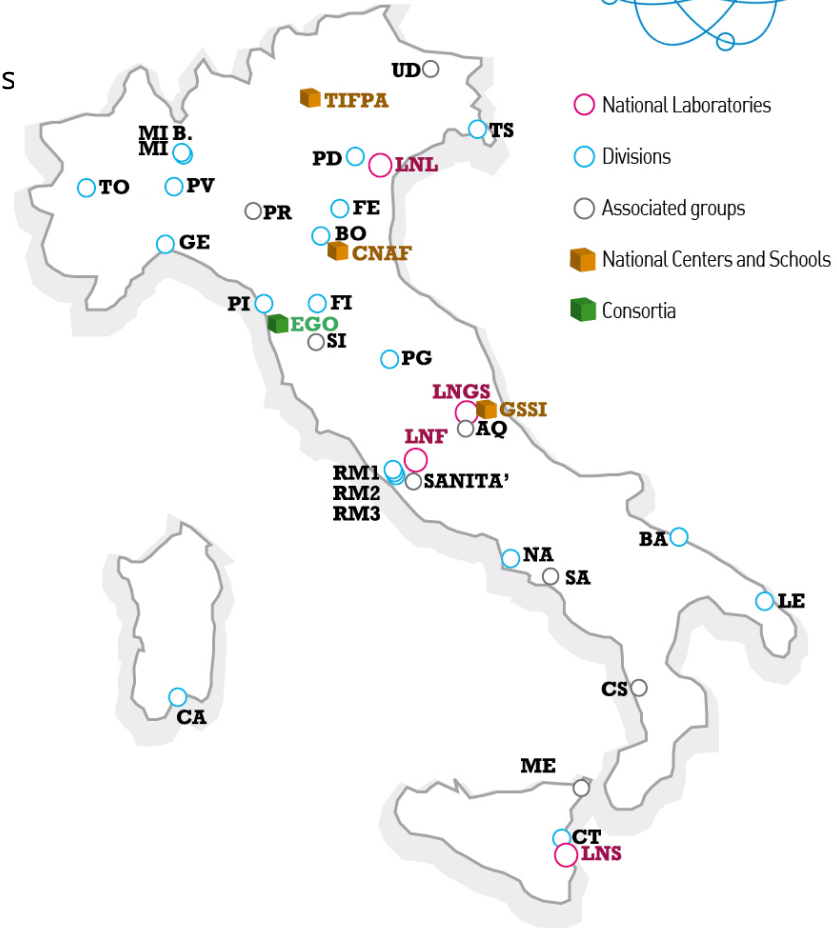 s
UD
TIFPA
National Laboratories
MI B.
MI
TS
PD
LNL
Divisions
TO
PV
PR
FE
Associated groups
BO
GE
CNAF
National Centers and Schools
PI
FI
EGO
Consortia
SI
PG
LNGS
GSSI
AQ
LNF
RM1
SANITA’
RM2
RM3
BA
NA
SA
LE
CS
CA
ME
CT
LNS